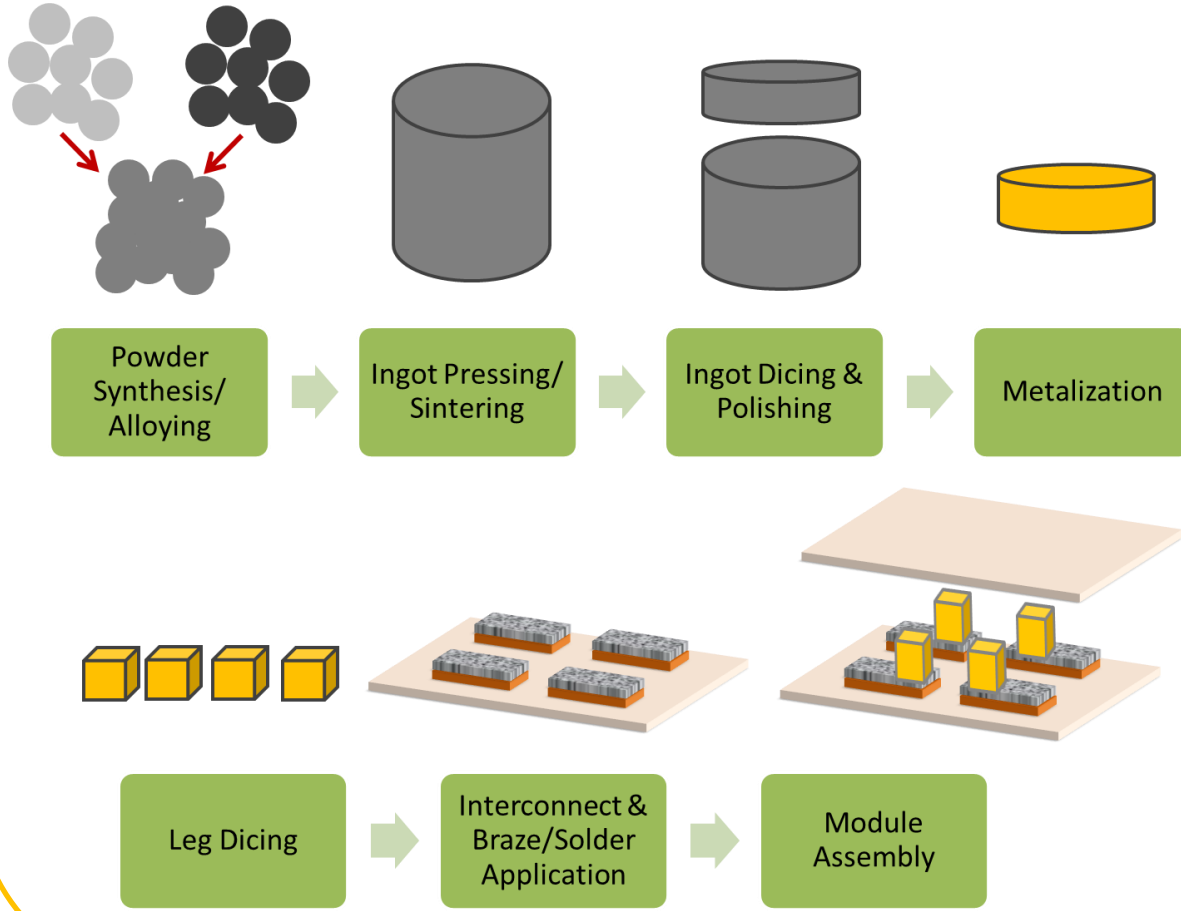 Powder
Synthesis/
Alloying
Ingot Pressing/
Sintering
Ingot Dicing &
Polishing
Metalization
Leg Dicing
Interconnect &
Braze/Solder
Application
Module
Assembly